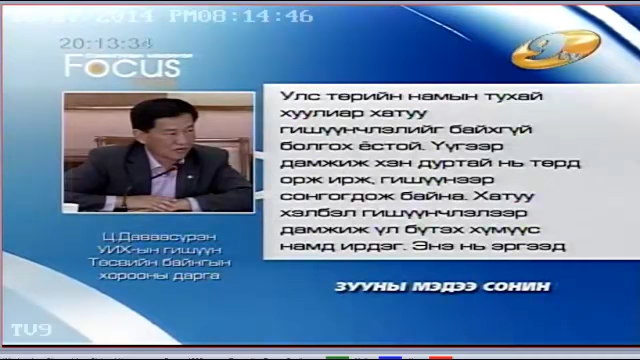 2014 PM08:14:46
20:13:34
Focus
tv
Улс төрийн намын тухай
хуулиар хатуу
гишүүнчлэлийг байхгүй
болгох ёстой. Үүгээр
дамжиж хэн дуртай нь төрд
орж ирж, гишүүнээр
сонгогдож байна. Хатуу
хэлбэл гишүүнчлэлээр
дамжиж үл бүтэх хүмүүс
намд ирдэг. Энэ нь эргээд
Ц.Даваасүрэн
УИХ-ын гишүүн
Төсвийн байнгын
хорооны дарга
ЗУУНЫ МЭДЭЭ СОНИН
TV9